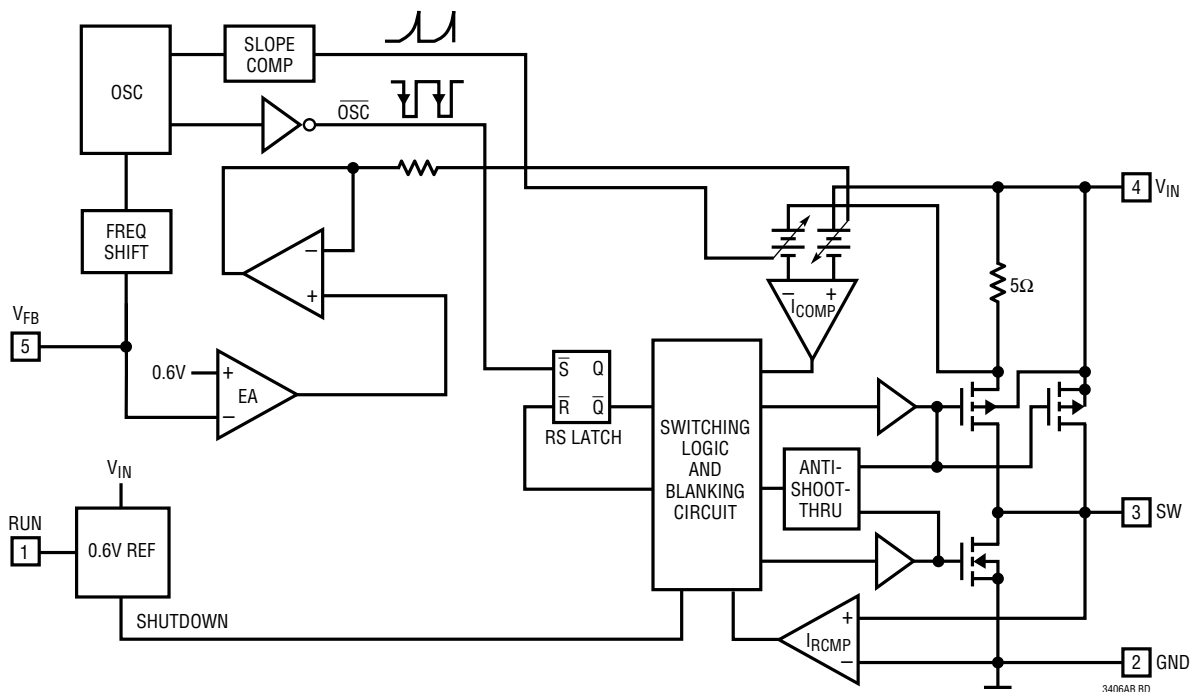 OSC
SLOPE
COMP
OSC
FREQ
SHIFT
VFB
5
0.6V
+
−
EA
−
+
VIN
RUN
1
0.6V REF
SHUTDOWN
S Q
R Q
RS LATCH
SWITCHING
LOGIC
AND
BLANKING
CIRCUIT
− +
ICOMP
ANTI-
SHOOT-
THRU
+
IRCMP
−
5Ω
4 VIN
3 SW
2 GND
3406AB BD